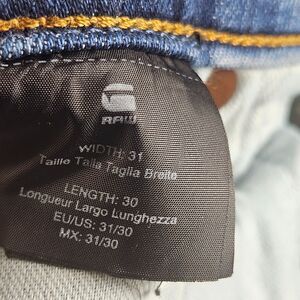 G
RAW
WIDTH: 31
Taille Talla Taglia Breite
LENGTH: 30
Longueur Largo Lunghezza
EU/US: 31/30
MX: 31/30